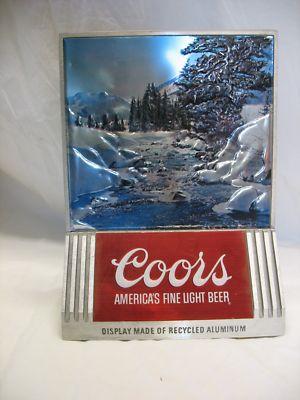 Coors
AMERICA'S FINE LIGHT BEER
DISPLAY MADE OF RECYCLED ALUMINUM